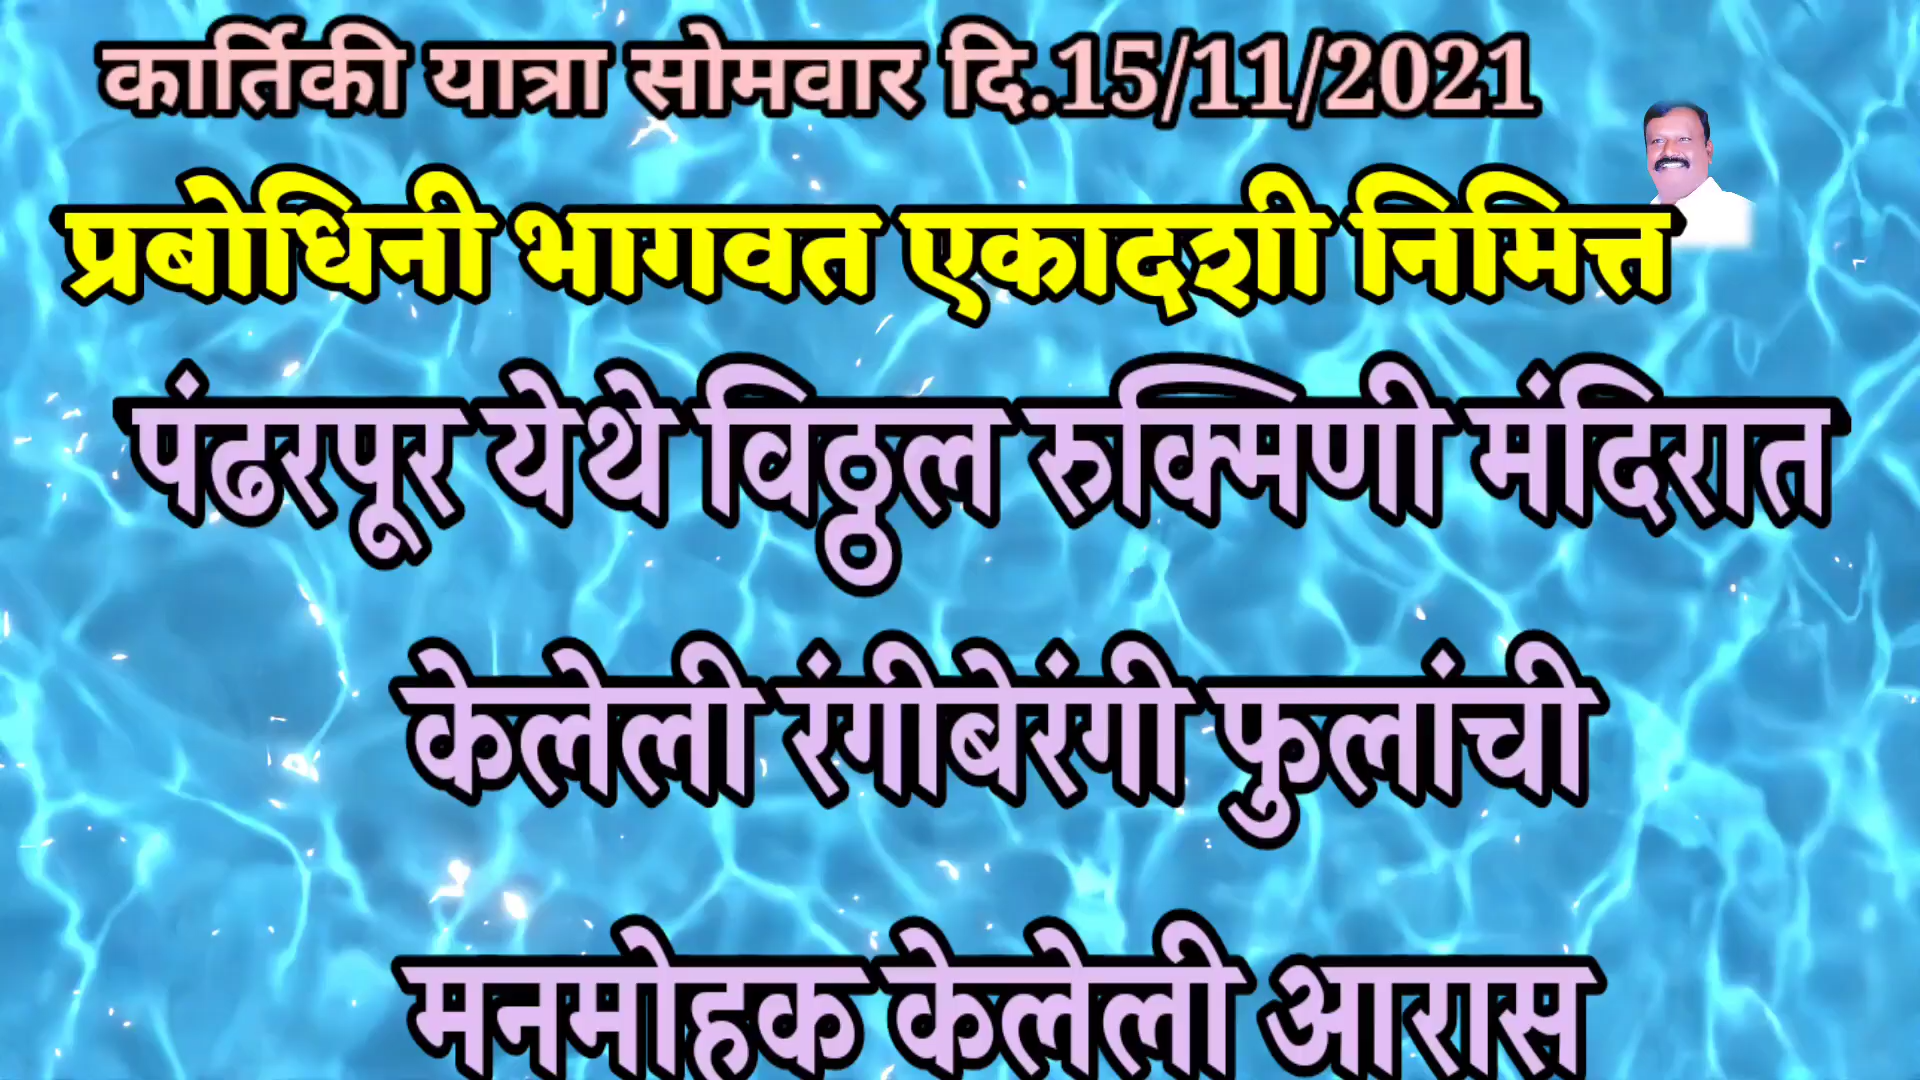 कार्तिकी यात्रा सोमवार दि.15/11/2021
प्रबोधिनी भागवत एकादशी निमित्त
पंढरपूर येथे विठ्ठल रुक्मिणी मंदिरात
केलेली रंगीबेरंगी फुलांची
मनमोहक केलेली आरास